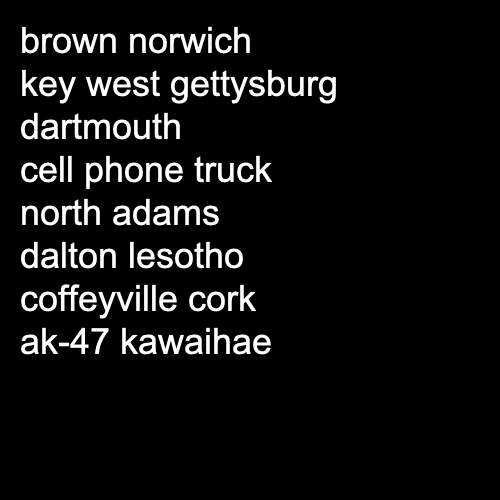 brown norwich
key west gettysburg
dartmouth
cell phone truck
north adams
dalton lesotho
coffeyville cork
ak-47 kawaihae